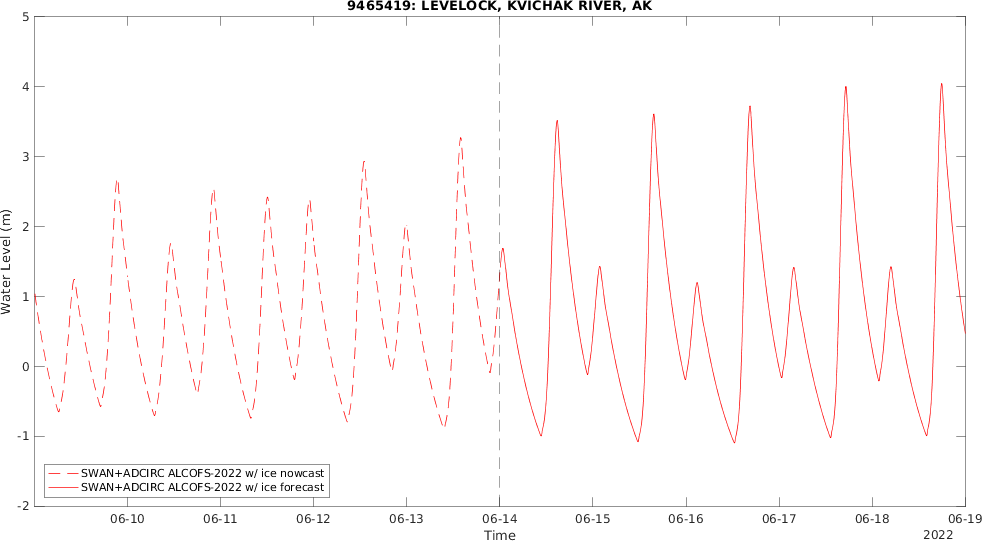 9465419: LEVELOCK, KVICHAK RIVER, AK
5
4
3
2
1
0
-1
-2
Water Level (m)
SWAN+ADCIRC ALCOFS-2022 w/ ice nowcast
SWAN+ADCIRC ALCOFS-2022 w/ ice forecast
06-10 06-11 06-12 06-13 06-14 06-15 06-16 06-17 06-18 06-19
Time
2022